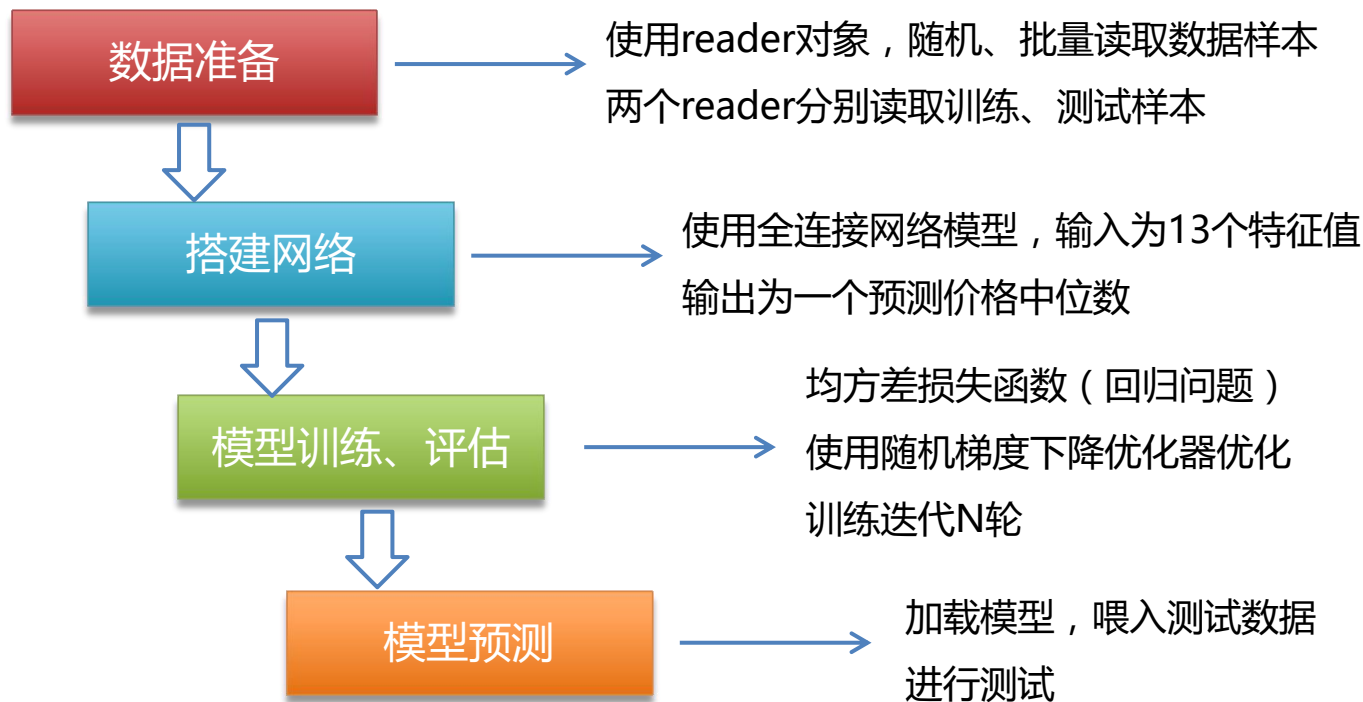 数据准备
使用reader对象，随机、批量读取数据样本
两个reader分别读取训练、测试样本
搭建网络
使用全连接网络模型，输入为13个特征值
输出为一个预测价格中位数
模型训练、评估
均方差损失函数（回归问题）
使用随机梯度下降优化器优化
训练迭代N轮
模型预测
加载模型，喂入测试数据
进行测试